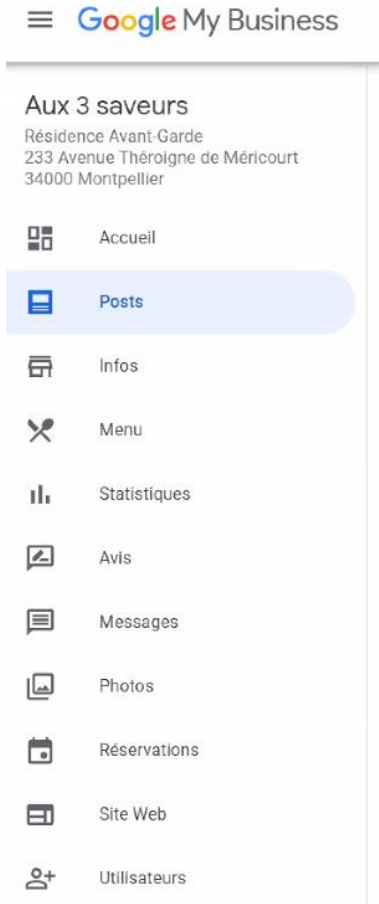 Google My Business
Aux 3 saveurs
Résidence Avant-Garde
233 Avenue Théroigne de Méricourt
34000 Montpellier
Accueil
Posts
Infos
Menu
Statistiques
Avis
Messages
Photos
Réservations
Site Web
Utilisateurs